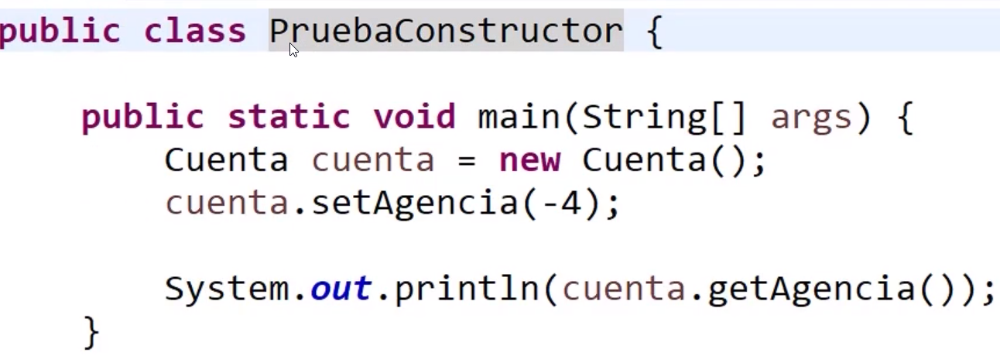 public class PruebaConstructor {
public static void main(String[] args) {
Cuenta cuenta = new Cuenta();
cuenta.setAgencia(-4);
System.out.println(cuenta.getAgencia());
}